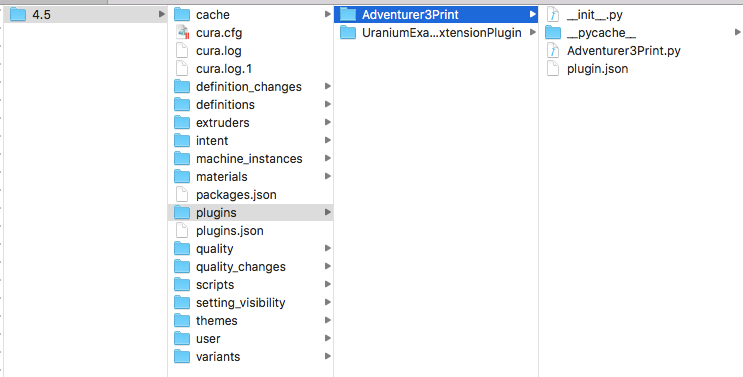 4.5
cache
cura.cfg
cura.log
cura.log.1
definition_changes
definitions
extruders
intent
machine_instances
materials
packages.json
plugins
plugins.json
quality
quality_changes
scripts
setting_visibility
themes
user
variants
Adventurer3Print
UraniumExa...xtensionPlugin
__init__.py
__pycache__
Adventurer3Print.py
plugin.json